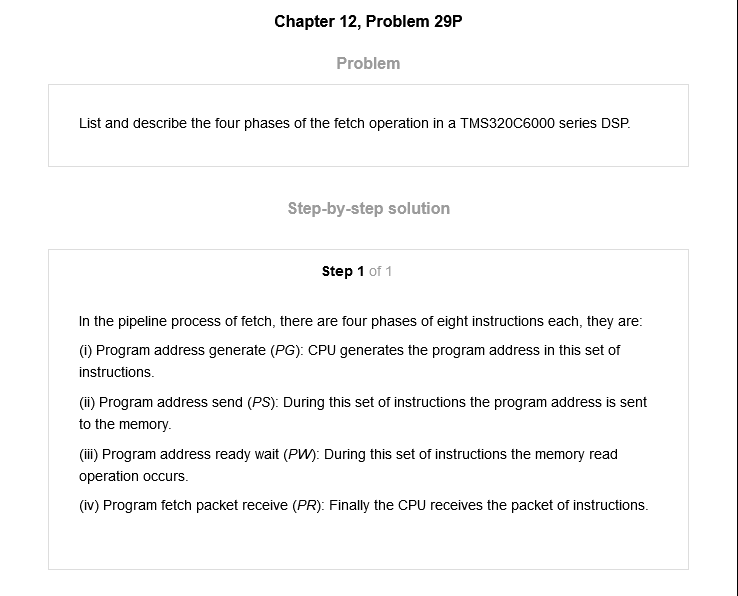 Chapter 12, Problem 29P
Problem
List and describe the four phases of the fetch operation in a TMS320C6000 series DSP.
Step-by-step solution
Step 1 of 1
In the pipeline process of fetch, there are four phases of eight instructions each, they are:
(i) Program address generate (PG): CPU generates the program address in this set of
instructions.
(ii) Program address send (PS): During this set of instructions the program address is sent
to the memory.
(iii) Program address ready wait (PW): During this set of instructions the memory read
operation occurs.
(iv) Program fetch packet receive (PR): Finally the CPU receives the packet of instructions.